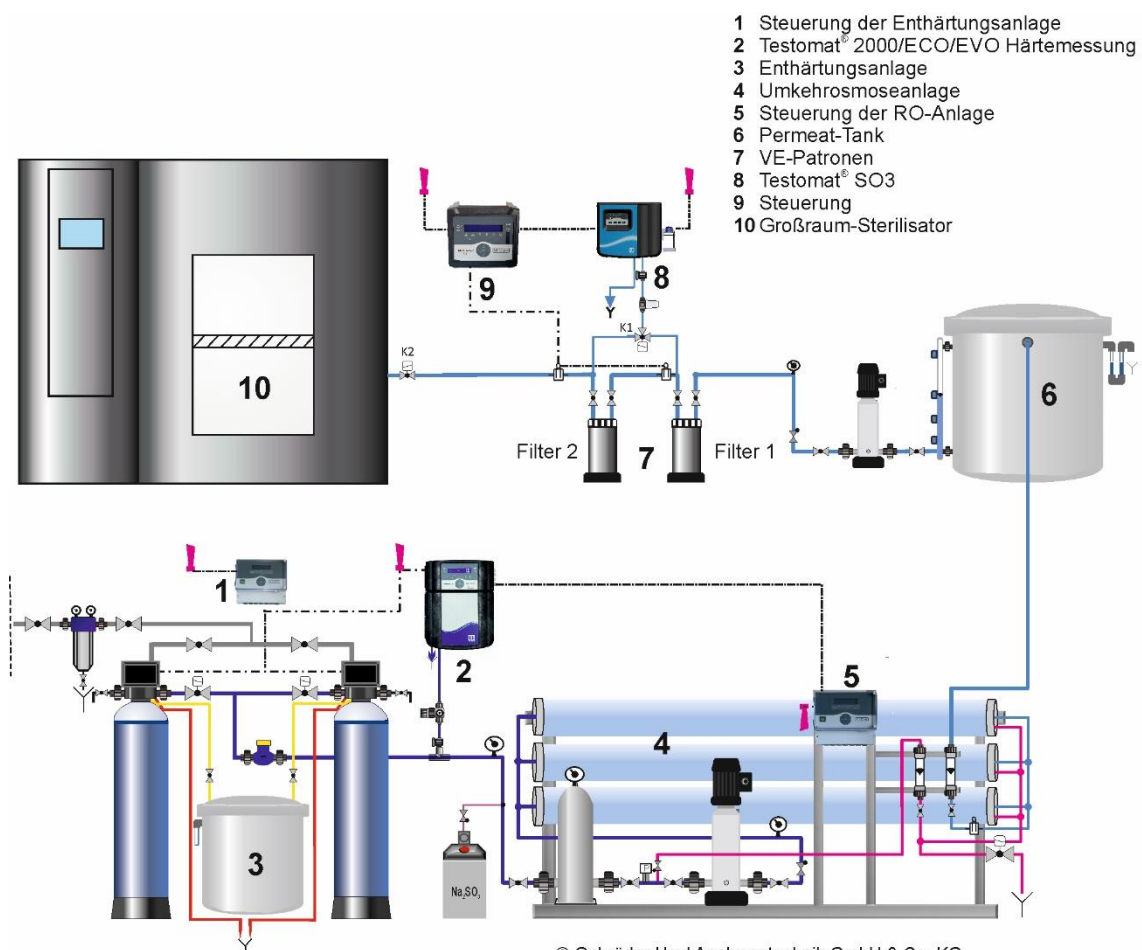 1 Steuerung der Enthärtungsanlage
2 Testomat® 2000/ECO/EVO Härtemessung
3 Enthärtungsanlage
4 Umkehrosmoseanlage
5 Steuerung der RO-Anlage
6 Permeat-Tank
7 VE-Patronen
8 Testomat® SO3
9 Steuerung
10 Großraum-Sterilisator
9
8
K1
K2
10
6
Filter 2
7
Filter 1
1
2
5
4
3
Na₂SO₃